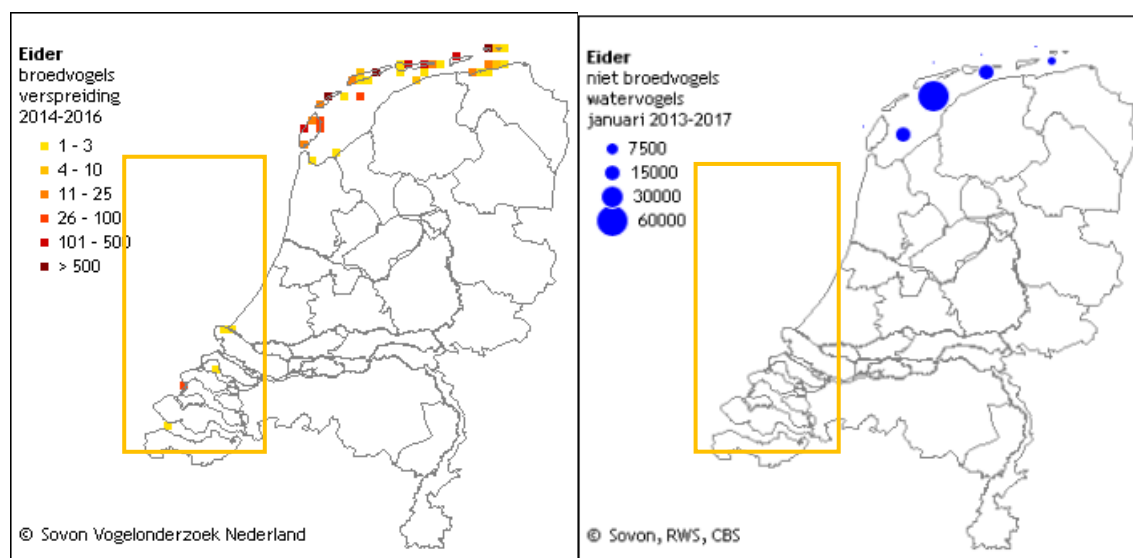 Eider
broedvogels
verspreiding
2014-2016
1 - 3
4 - 10
11 - 25
26 - 100
101 - 500
> 500
© Sovon Vogelonderzoek Nederland
Eider
niet broedvogels
watervogels
januari 2013-2017
7500
15000
30000
60000
© Sovon, RWS, CBS